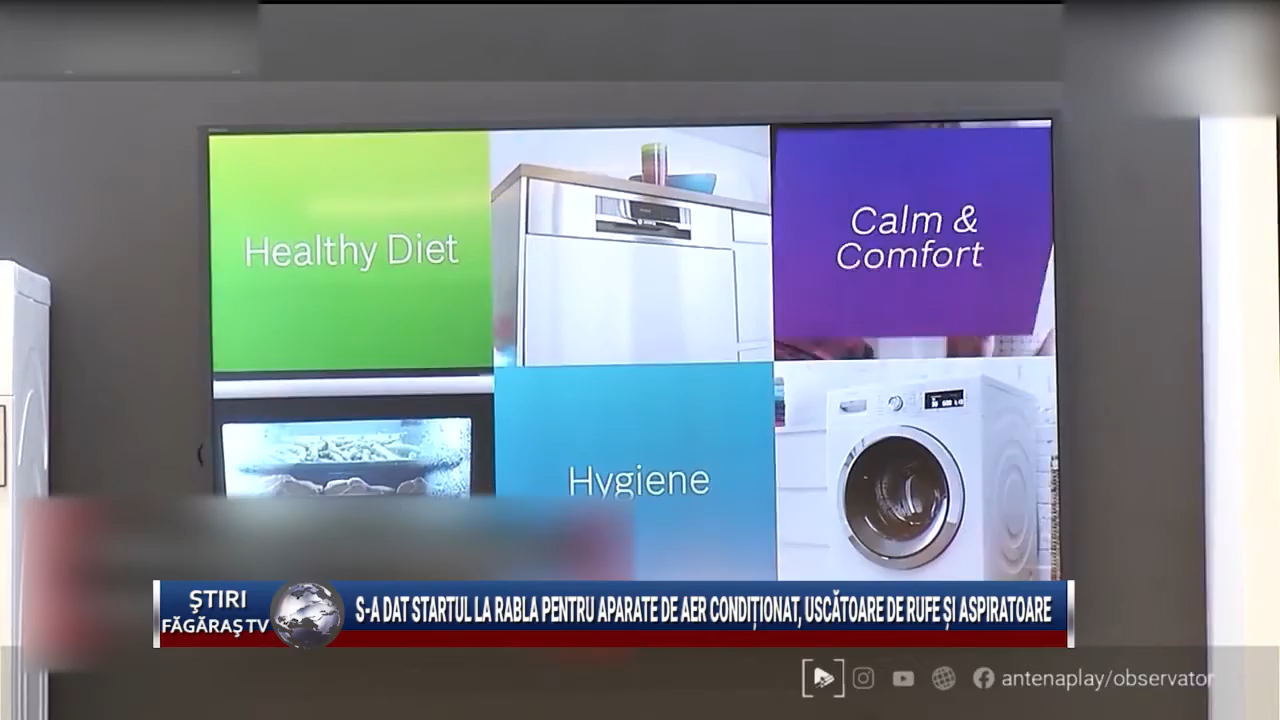 Healthy Diet
Calm &
Comfort
Hygiene
ŞTIRI
FĂGĂRAŞ TV
S-A DAT STARTUL LA RABLA PENTRU APARATE DE AER CONDIȚIONAT, USCĂTOARE DE RUFE ȘI ASPIRATOARE
antenaplay/observator